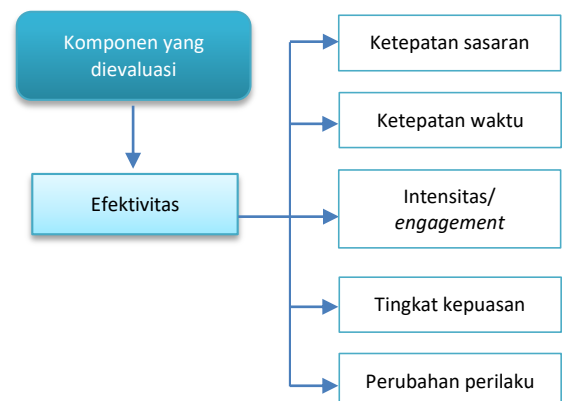 Komponen yang
dievaluasi
Efektivitas
Ketepatan sasaran
Ketepatan waktu
Intensitas/
engagement
Tingkat kepuasan
Perubahan perilaku